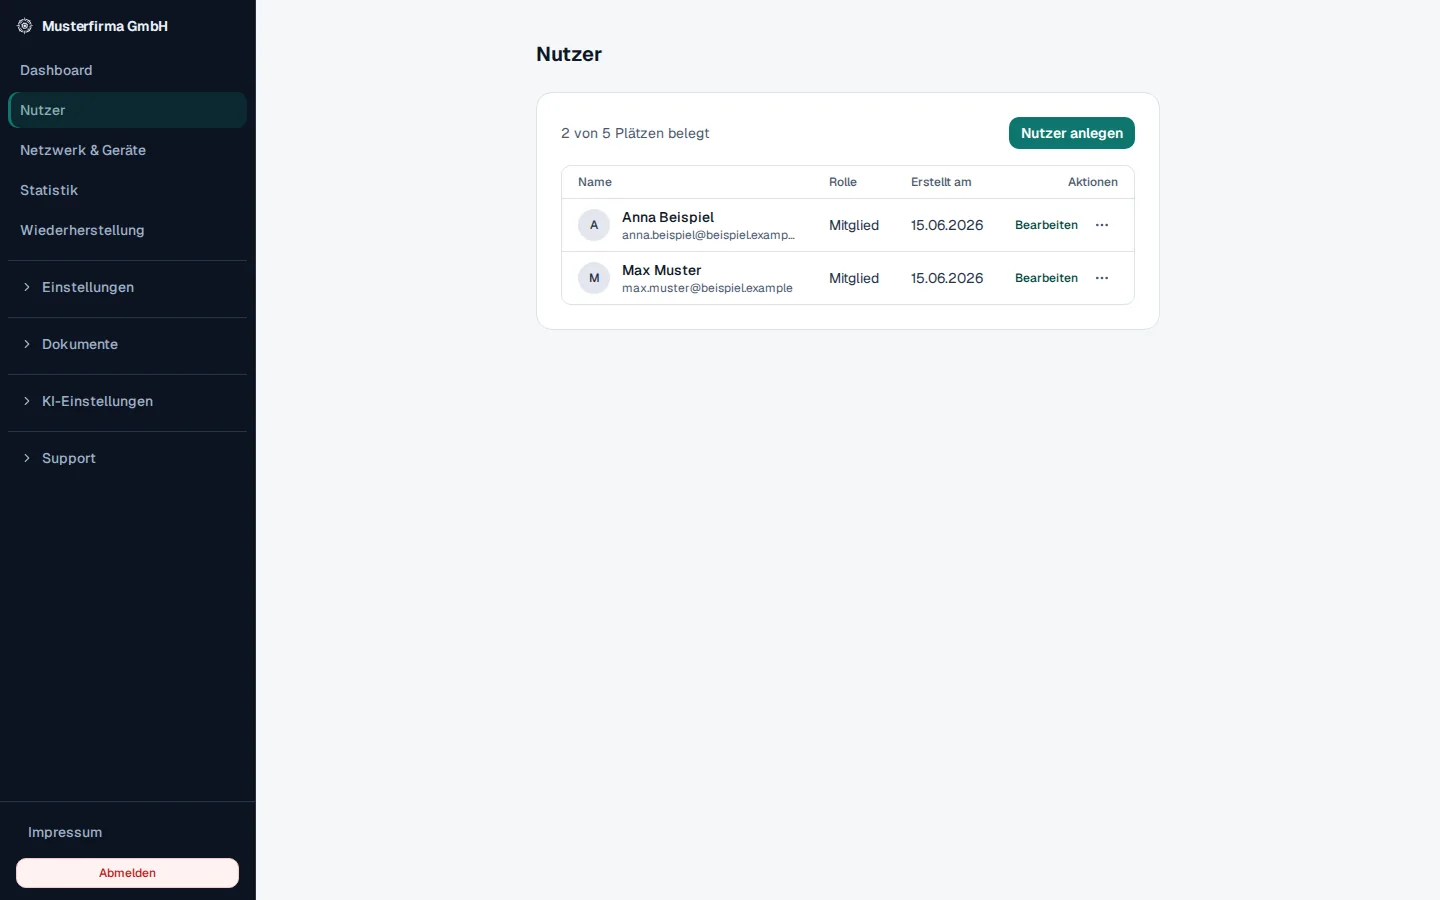 Musterfirma GmbH
Dashboard
Nutzer
Netzwerk & Geräte
Statistik
Wiederherstellung
Einstellungen
Dokumente
KI-Einstellungen
Support
Impressum
Abmelden
Nutzer
2 von 5 Plätzen belegt
Nutzer anlegen
Name Rolle Erstellt am Aktionen
A Anna Beispiel Mitglied 15.06.2026 Bearbeiten ...
anna.beispiel@beispiel.examp...
M Max Muster Mitglied 15.06.2026 Bearbeiten ...
max.muster@beispiel.example